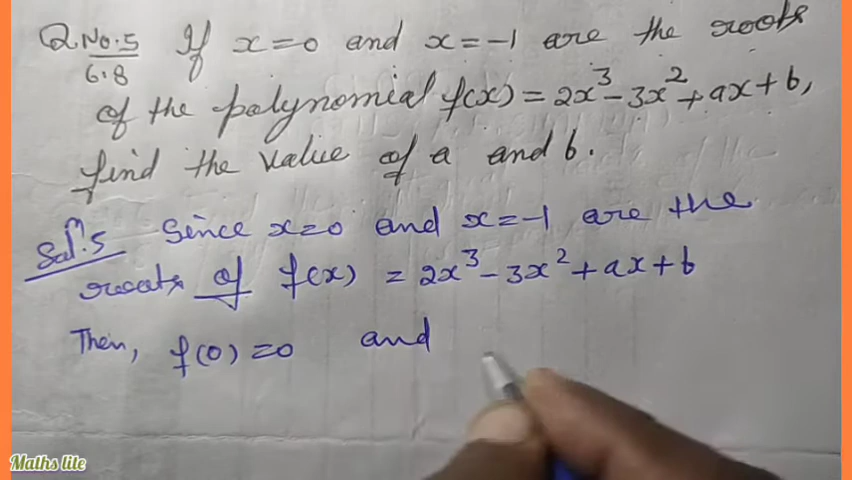 Q No.5 If x=0 and x=-1 are the roots
6.8
of the polynomial f(x) = 2x³-3x²+ax+b,
find the value of a and b.
Sol.5 Since x=0 and x=-1 are the
roots of f(x) = 2x³-3x²+ax+b
Then, f(0)=0 and
Maths lite